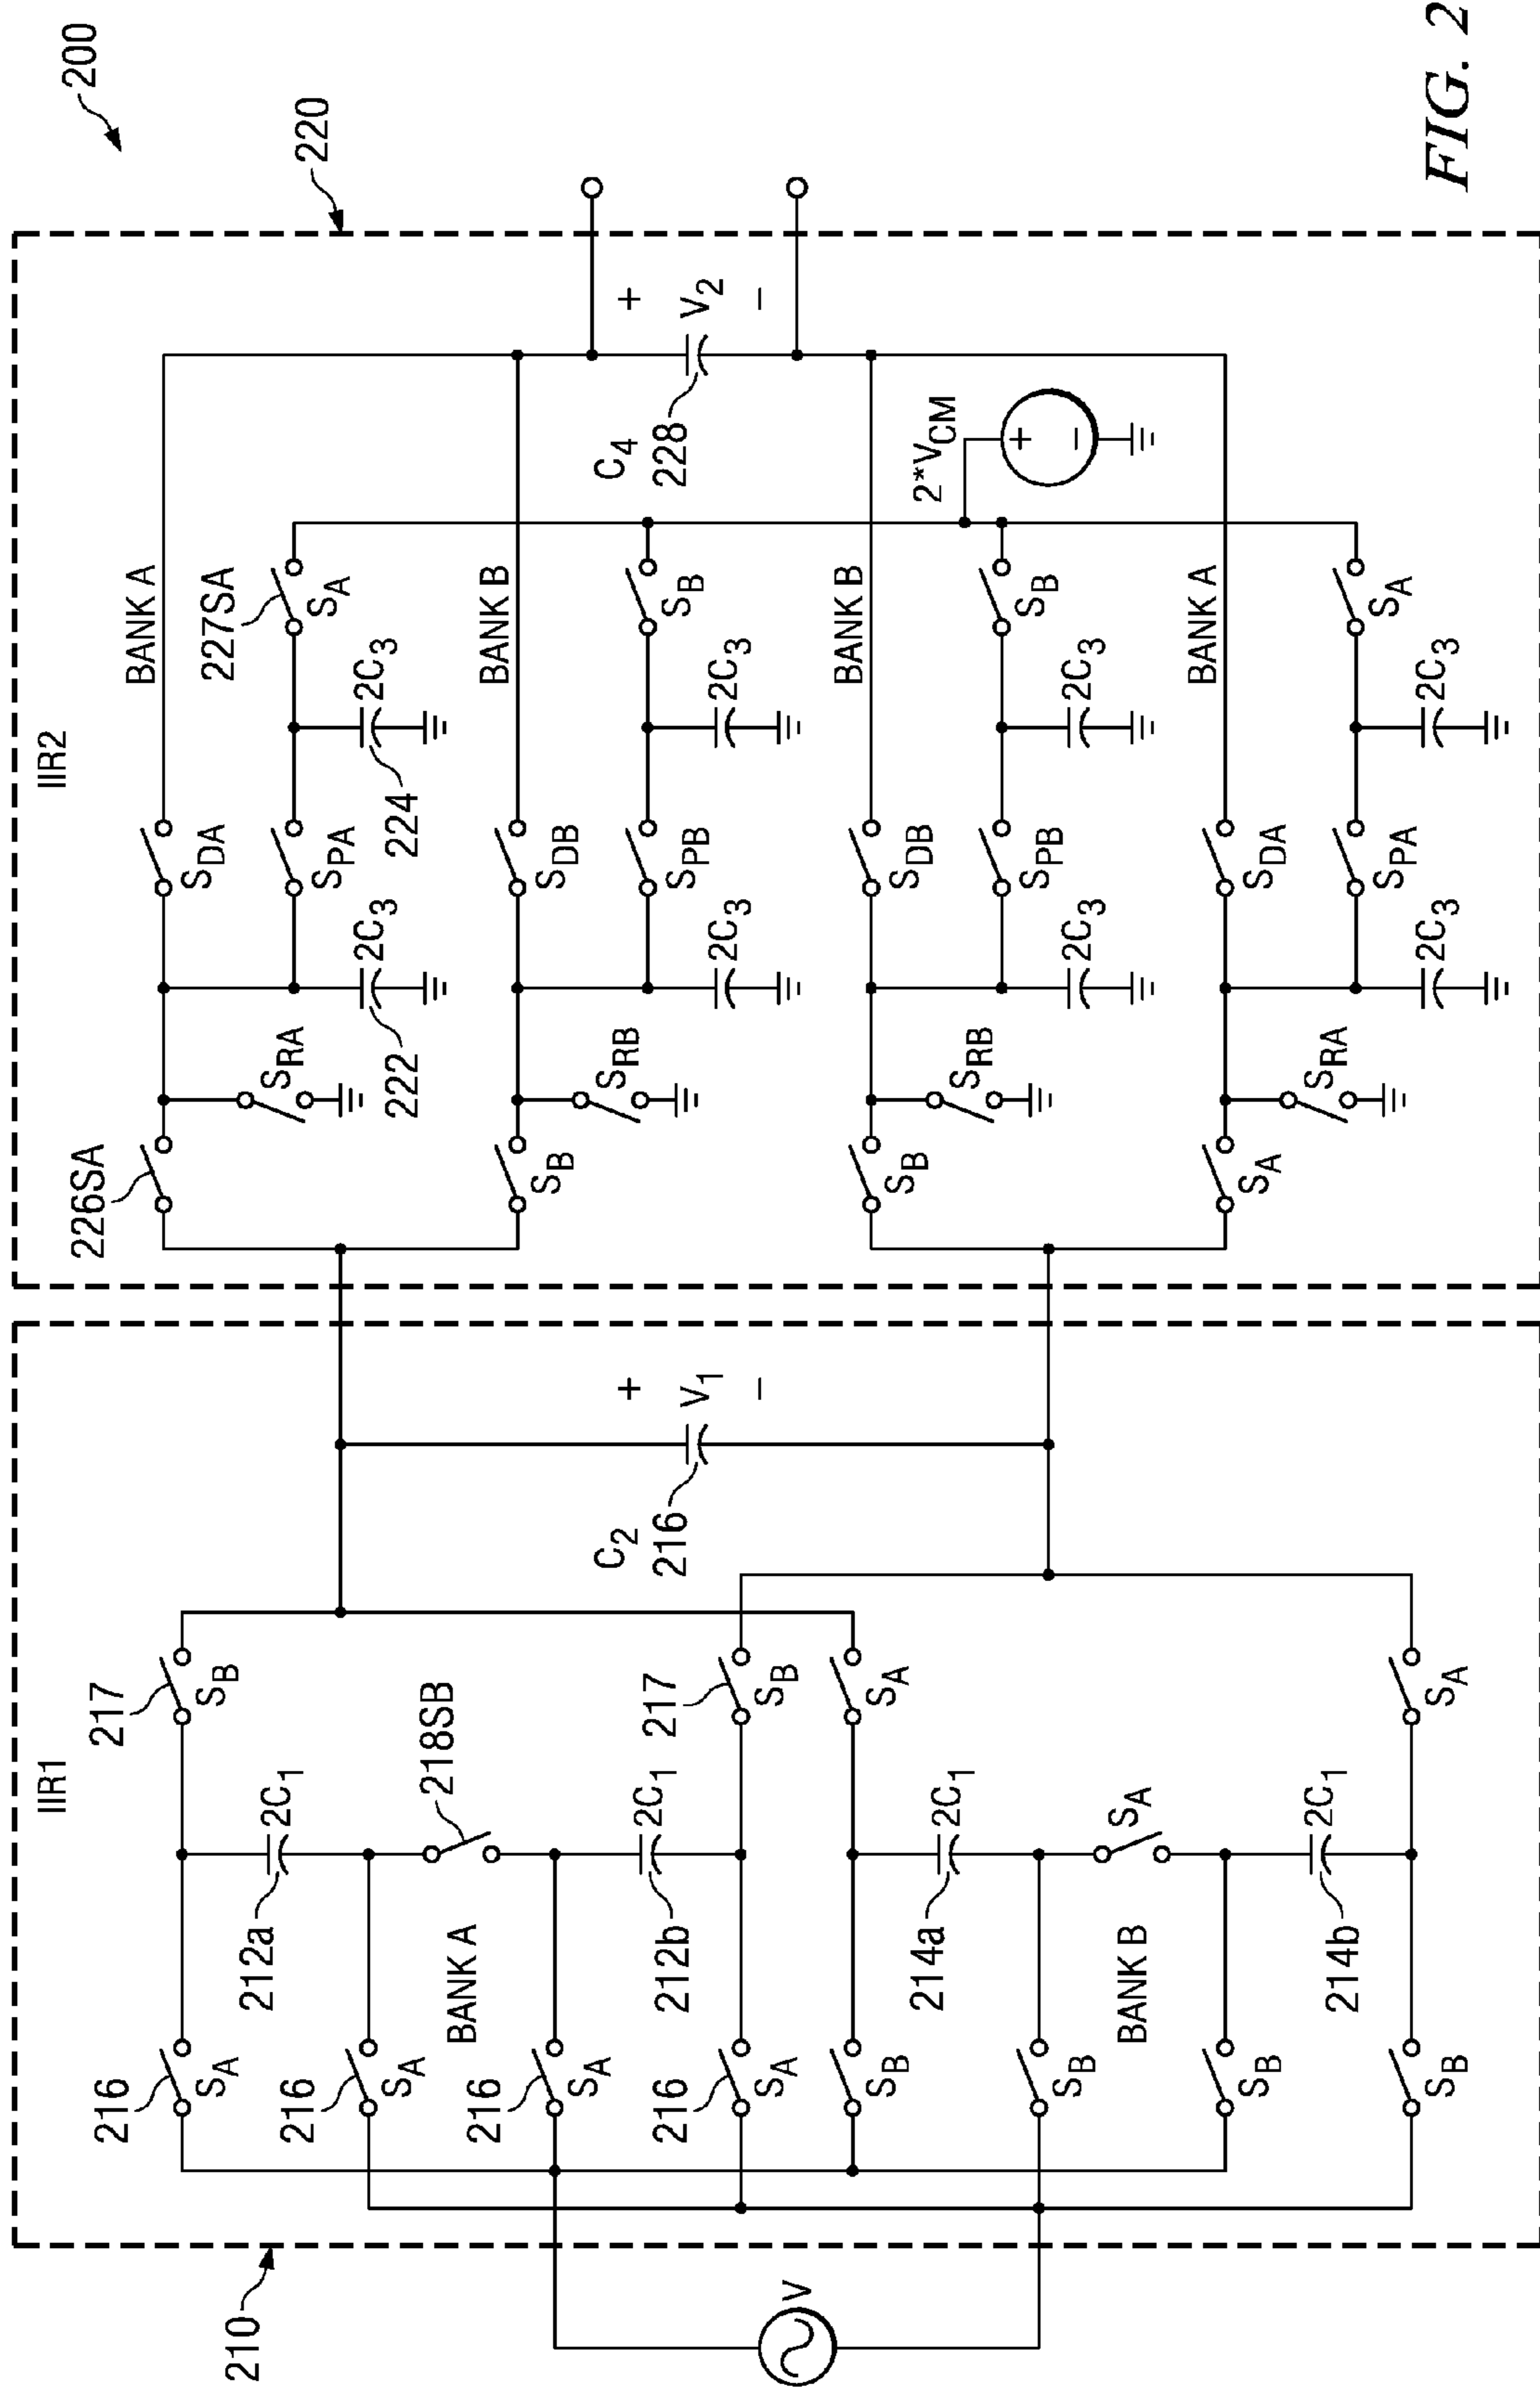 200
220
210
IIR1
IIR2
V
216
S_A
216
S_A
216
S_A
216
S_A
S_B
S_B
S_B
S_B
BANK A
BANK B
212a
2C_1
218SB
212b
2C_1
214a
2C_1
S_A
214b
2C_1
217
S_B
217
S_B
S_A
S_A
C_2
216
+
V_1
−
226SA
S_B
S_B
S_A
S_RA
S_RB
S_RB
S_RA
222
2C_3
2C_3
2C_3
2C_3
S_DA
S_PA
S_DB
S_PB
S_DB
S_PB
S_DA
S_PA
224
2C_3
2C_3
2C_3
2C_3
BANK A
227SA
S_A
BANK B
S_B
BANK B
S_B
BANK A
S_A
2*V_CM
+
−
C_4
228
+
V_2
−
FIG. 2